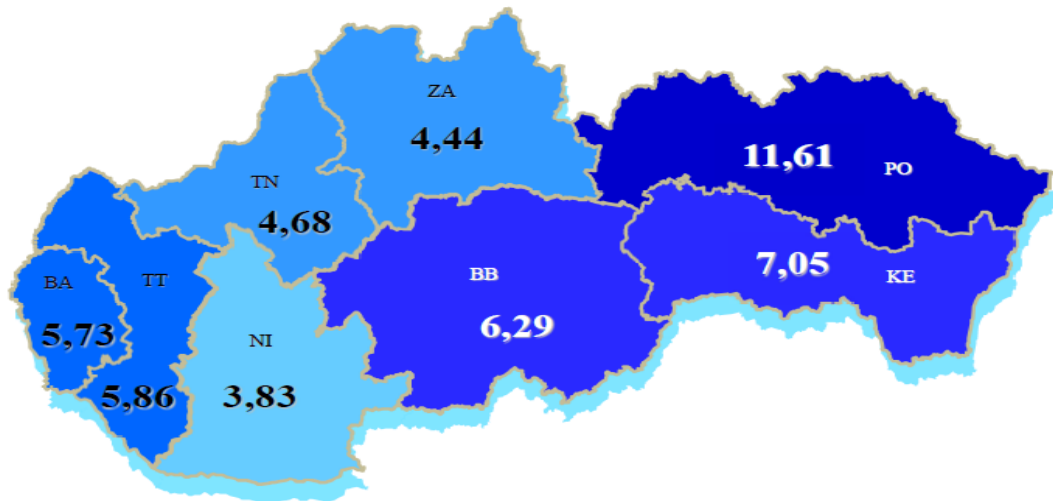 ZA
4,44
11,61
PO
TN
4,68
BA
5,73
TT
5,86
NI
3,83
BB
6,29
7,05
KE